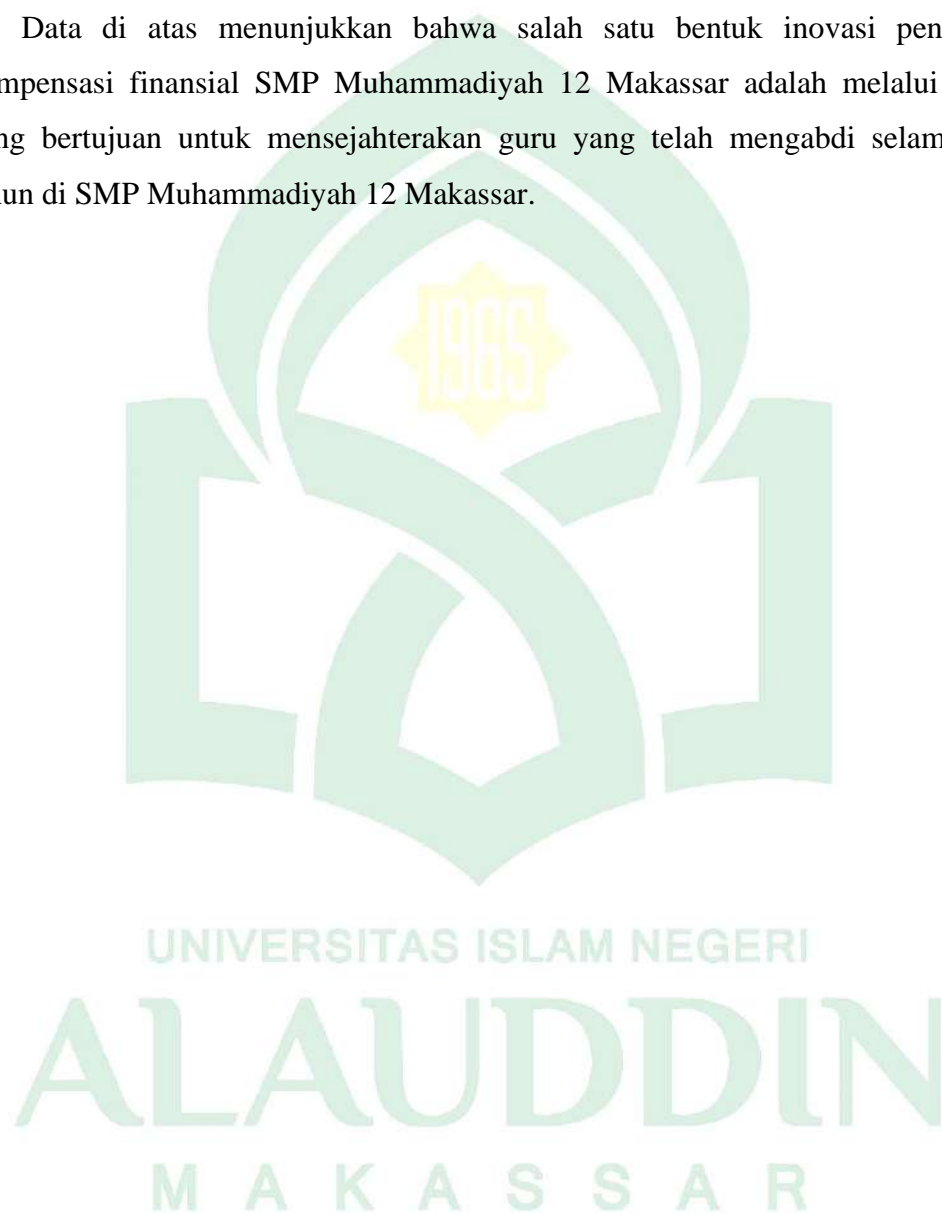 Data di atas menunjukkan bahwa salah satu bentuk inovasi pen
mpensasi finansial SMP Muhammadiyah 12 Makassar adalah melalui
ng bertujuan untuk mensejahterakan guru yang telah mengabdi selam
un di SMP Muhammadiyah 12 Makassar.
1965
UNIVERSITAS ISLAM NEGERI
ALAUDDIN
MAKASSAR